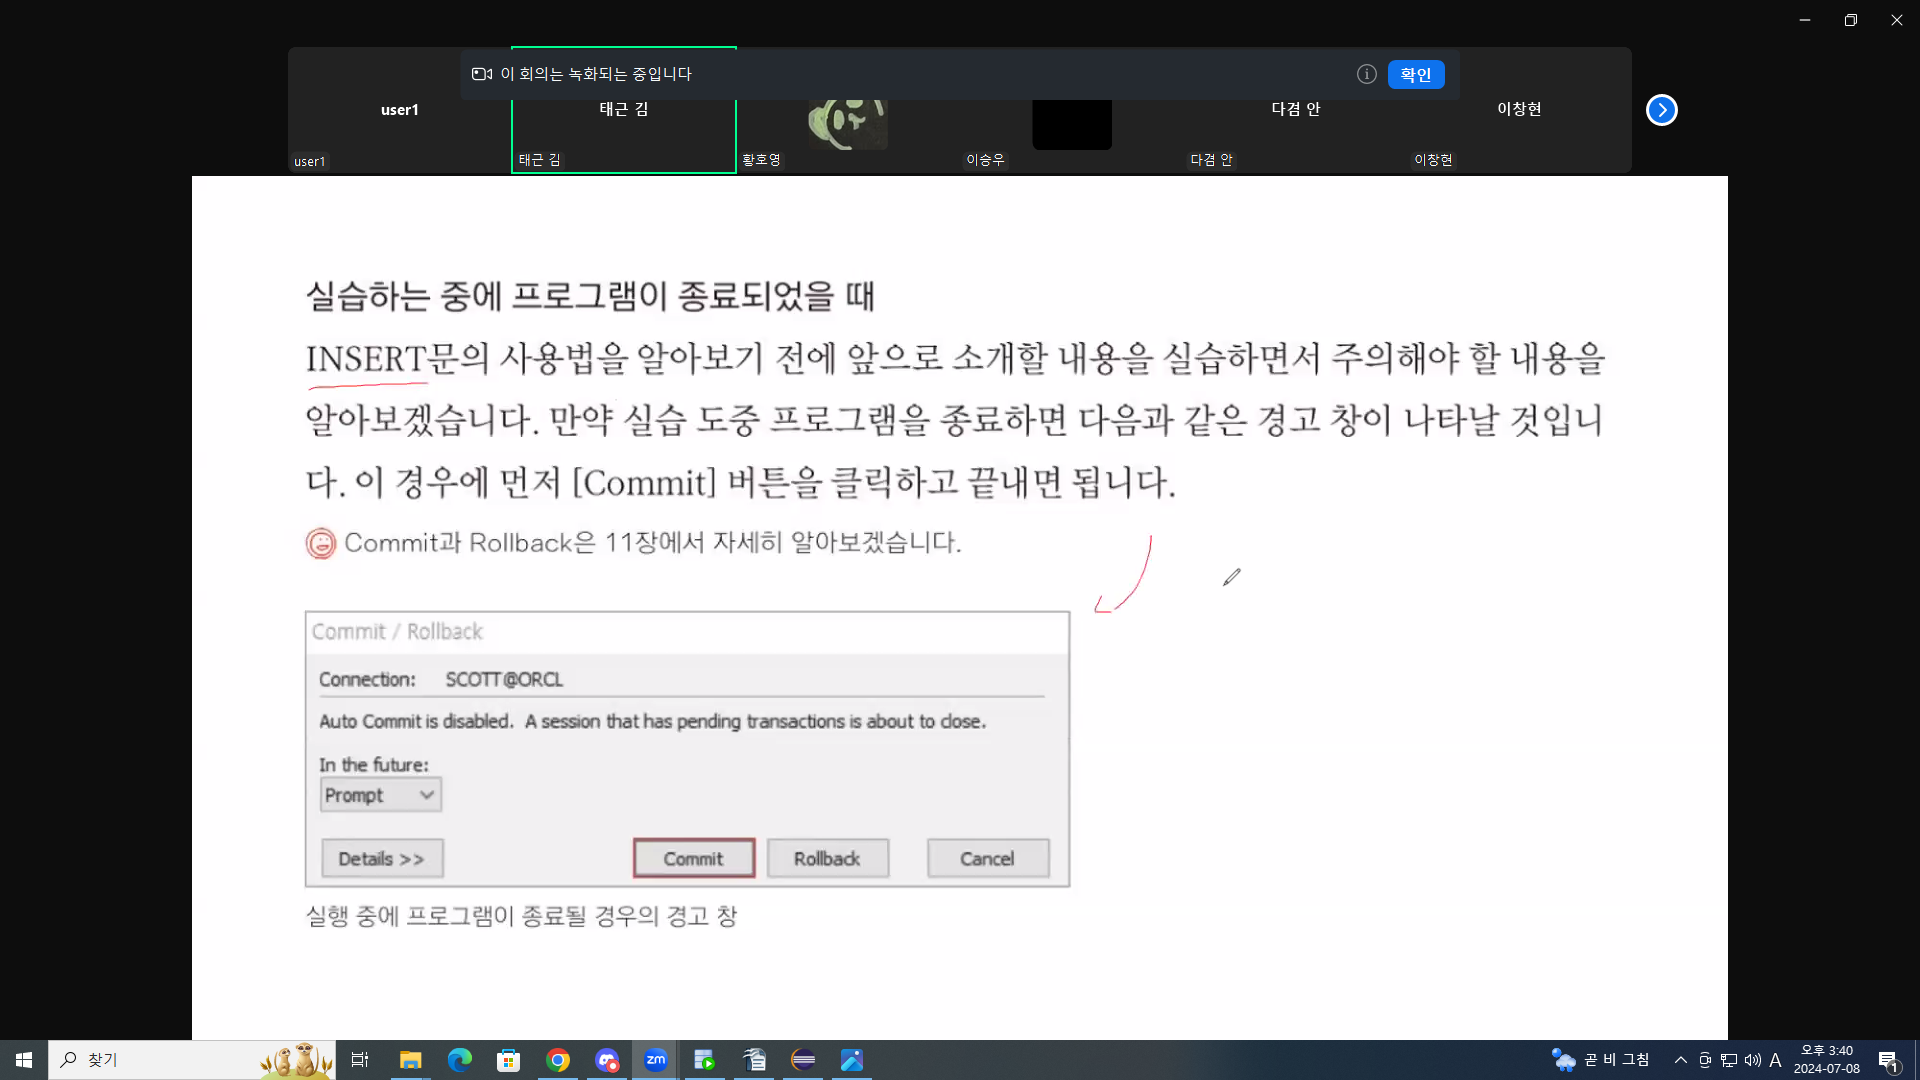 이 회의는 녹화되는 중입니다
확인
user1
태근 김
다겸 안
이창현
user1
태근 김
황호영
이승우
다겸 안
이창현
실습하는 중에 프로그램이 종료되었을 때
INSERT문의 사용법을 알아보기 전에 앞으로 소개할 내용을 실습하면서 주의해야 할 내용을
알아보겠습니다. 만약 실습 도중 프로그램을 종료하면 다음과 같은 경고 창이 나타날 것입니
다. 이 경우에 먼저 [Commit] 버튼을 클릭하고 끝내면 됩니다.
Commit과 Rollback은 11장에서 자세히 알아보겠습니다.
Commit / Rollback
Connection: SCOTT@ORCL
Auto Commit is disabled. A session that has pending transactions is about to close.
In the future:
Prompt
Details >>
Commit
Rollback
Cancel
실행 중에 프로그램이 종료될 경우의 경고 창
찾기
zm
곧 비 그침
A
오후 3:40
2024-07-08
1